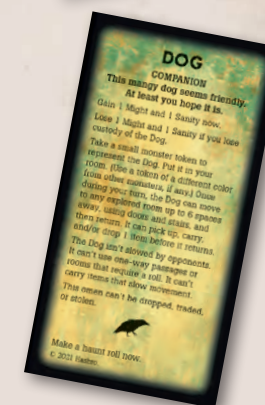 DOG
COMPANION
This mangy dog seems friendly.
At least you hope it is.
Gain 1 Might and 1 Sanity now.
Lose 1 Might and 1 Sanity if you lose
custody of the Dog.
Take a small monster token to
represent the Dog. Put it in your
room. (Use a token of a different color
from other monsters, if any.) Once
during your turn, the Dog can move
to any explored room up to 6 spaces
away, using doors and stairs, and
then return. It can pick up, carry,
and/or drop 1 item before it returns.
The Dog isn't slowed by opponents.
It can't use one-way passages or
rooms that require a roll. It can't
carry items that slow movement.
This omen can't be dropped, traded,
or stolen.
Make a haunt roll now.
© 2021 Hasbro.